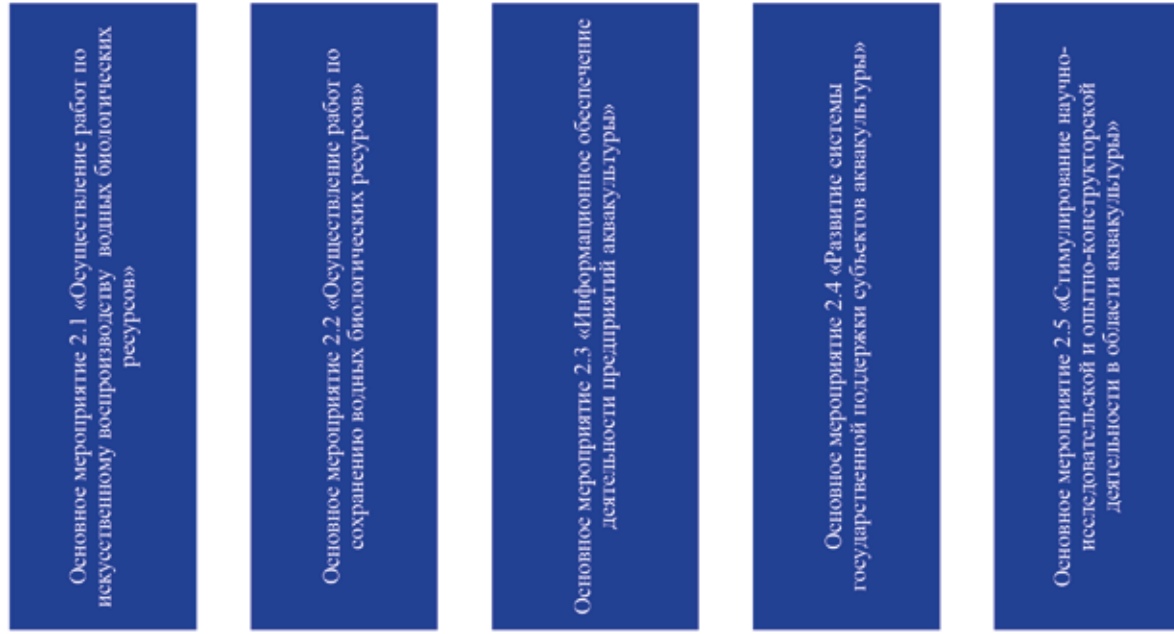 Основное мероприятие 2.1 «Осуществление работ по
искусственному воспроизводству водных биологических
ресурсов»
Основное мероприятие 2.2 «Осуществление работ по
сохранению водных биологических ресурсов»
Основное мероприятие 2.3 «Информационное обеспечение
деятельности предприятий аквакультуры»
Основное мероприятие 2.4 «Развитие системы
государственной поддержки субъектов аквакультуры»
Основное мероприятие 2.5 «Стимулирование научно-
исследовательской и опытно-конструкторской
деятельности в области аквакультуры»